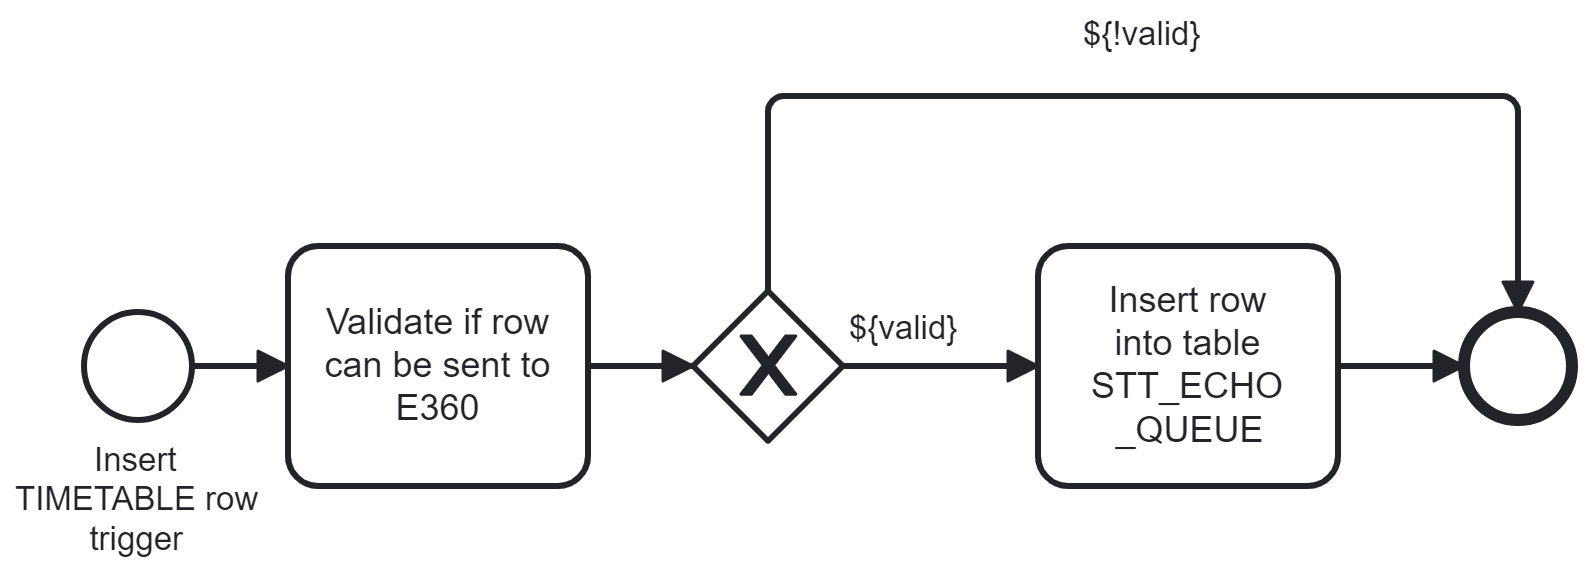 ${!valid}
Insert
TIMETABLE row
trigger
Validate if row
can be sent to
E360
X
${valid}
Insert row
into table
STT_ECHO
_QUEUE